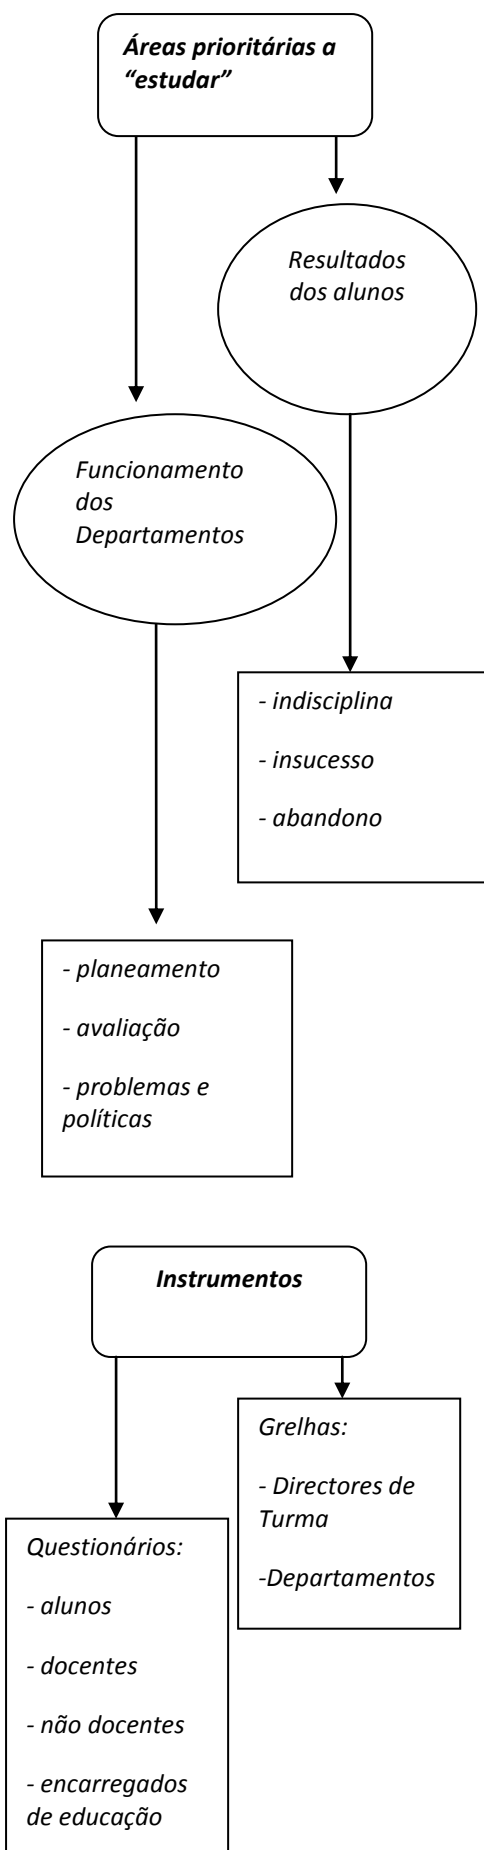 Áreas prioritárias a
“estudar”
Resultados
dos alunos
Funcionamento
dos
Departamentos
- indisciplina
- insucesso
- abandono
- planeamento
- avaliação
- problemas e
políticas
Instrumentos
Grelhas:
- Directores de
Turma
-Departamentos
Questionários:
- alunos
- docentes
- não docentes
- encarregados
de educação